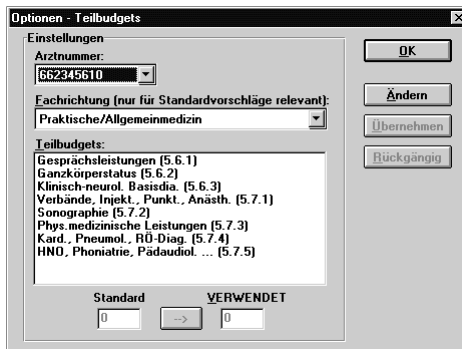 Optionen - Teilbudgets
Einstellungen
Arztnummer:
662345610
Fachrichtung (nur für Standardvorschläge relevant):
Praktische/Allgemeinmedizin
Teilbudgets:
Gesprächsleistungen (5.6.1)
Ganzkörperstatus (5.6.2)
Klinisch-neurol. Basisdia. (5.6.3)
Verbände, Injekt., Punkt., Anästh. (5.7.1)
Sonographie (5.7.2)
Phys.medizinische Leistungen (5.7.3)
Kard., Pneumol., RÖ-Diag. (5.7.4)
HNO, Phoniatrie, Pädaudiol. ... (5.7.5)
Standard VERWENDET
0 --> 0
OK
Ändern
Übernehmen
Rückgängig